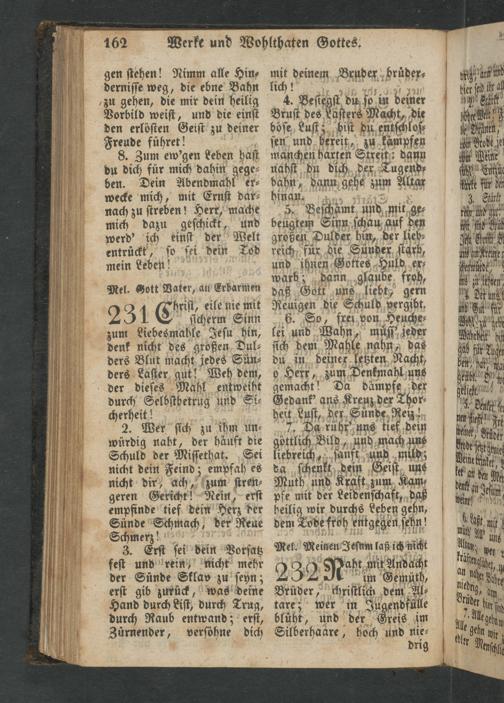 162 Werke und Wohlthaten Gottes.
gen stehen! Nimm alle Hin-
dernisse weg, die ebne Bahn
zu gehen, die mir dein heilig
Vorbild weist, und die einst
den erlösten Geist zu deiner
Freude führet!
8. Zum ew'gen Leben hast
du dich für mich dahin gege-
ben. Dein Abendmahl er-
wecke mich, mit Ernst dar-
nach zu streben! Herr, mache
mich dazu geschickt, und
werd' ich einst der Welt
entrückt, so sei dein Tod
mein Leben!
Mel. Gott Vater, an Erbarmen
231 Christ, eile nie mit
sicherm Sinn
zum Liebesmahle Jesu hin,
denk' nicht des großen Dul-
ders Blut macht jedes Sün-
ders Laster gut! Weh dem,
der dieses Mahl entweiht
durch Selbstbetrug und Si-
cherheit!
2. Wer sich zu ihm un-
würdig naht, der häuft die
Schuld der Missethat. Sei
nicht dein Feind; empfah es
nicht dir, ach, zum stren-
geren Gericht! Nein, erst
empfinde tief dein Herz der
Sünde Schmach, der Reue
Schmerz!
3. Erst sei dein Vorsatz
fest und rein, nicht mehr
der Sünde Sklav zu seyn;
erst gib zurück, was deine
Hand durch List, durch Trug,
durch Raub entwand; erst,
Zürnender, versöhne dich
mit deinem Bruder brüder-
lich!
4. Besiegst du so in deiner
Brust des Lasters Macht, die
böse Lust; bist du entschlos-
sen und bereit, zu kämpfen
manchen harten Streit: dann
nahst du dich der Tugend-
bahn, dann gehe zum Altar
hinan.
5. Beschämt und mit ge-
beugtem Sinn schau auf den
großen Dulder hin, der lieb-
reich für die Sünder starb,
und ihnen Gottes Huld er-
warb; dann glaube froh,
daß Gott uns liebt, gern
Reuigen die Schuld vergibt.
6. So, frei von Heuche-
lei und Wahn, müss' jeder
sich dem Mahle nahn, das
du in deiner letzten Nacht,
o Herr, zum Denkmahl uns
gemacht! Da dämpfe der
Gedank' ans Kreuz der Thor-
heit Lust, der Sünde Reiz!
7. Da ruh' uns tief dein
göttlich Bild, und mach uns
liebreich, sanft und mild;
da schenkt dein Geist uns
Muth und Kraft zum Kam-
pfe mit der Leidenschaft, daß
heilig wir durchs Leben gehn,
dem Tode froh entgegen sehn!
Mel. Meinen Jesum laß ich nicht
232 Naht mit Andacht
im Gemüth,
Brüder, christlich dem Al-
tare; wer in Jugendfülle
blüht, und der Greis im
Silberhaare, hoch und nie-
drig